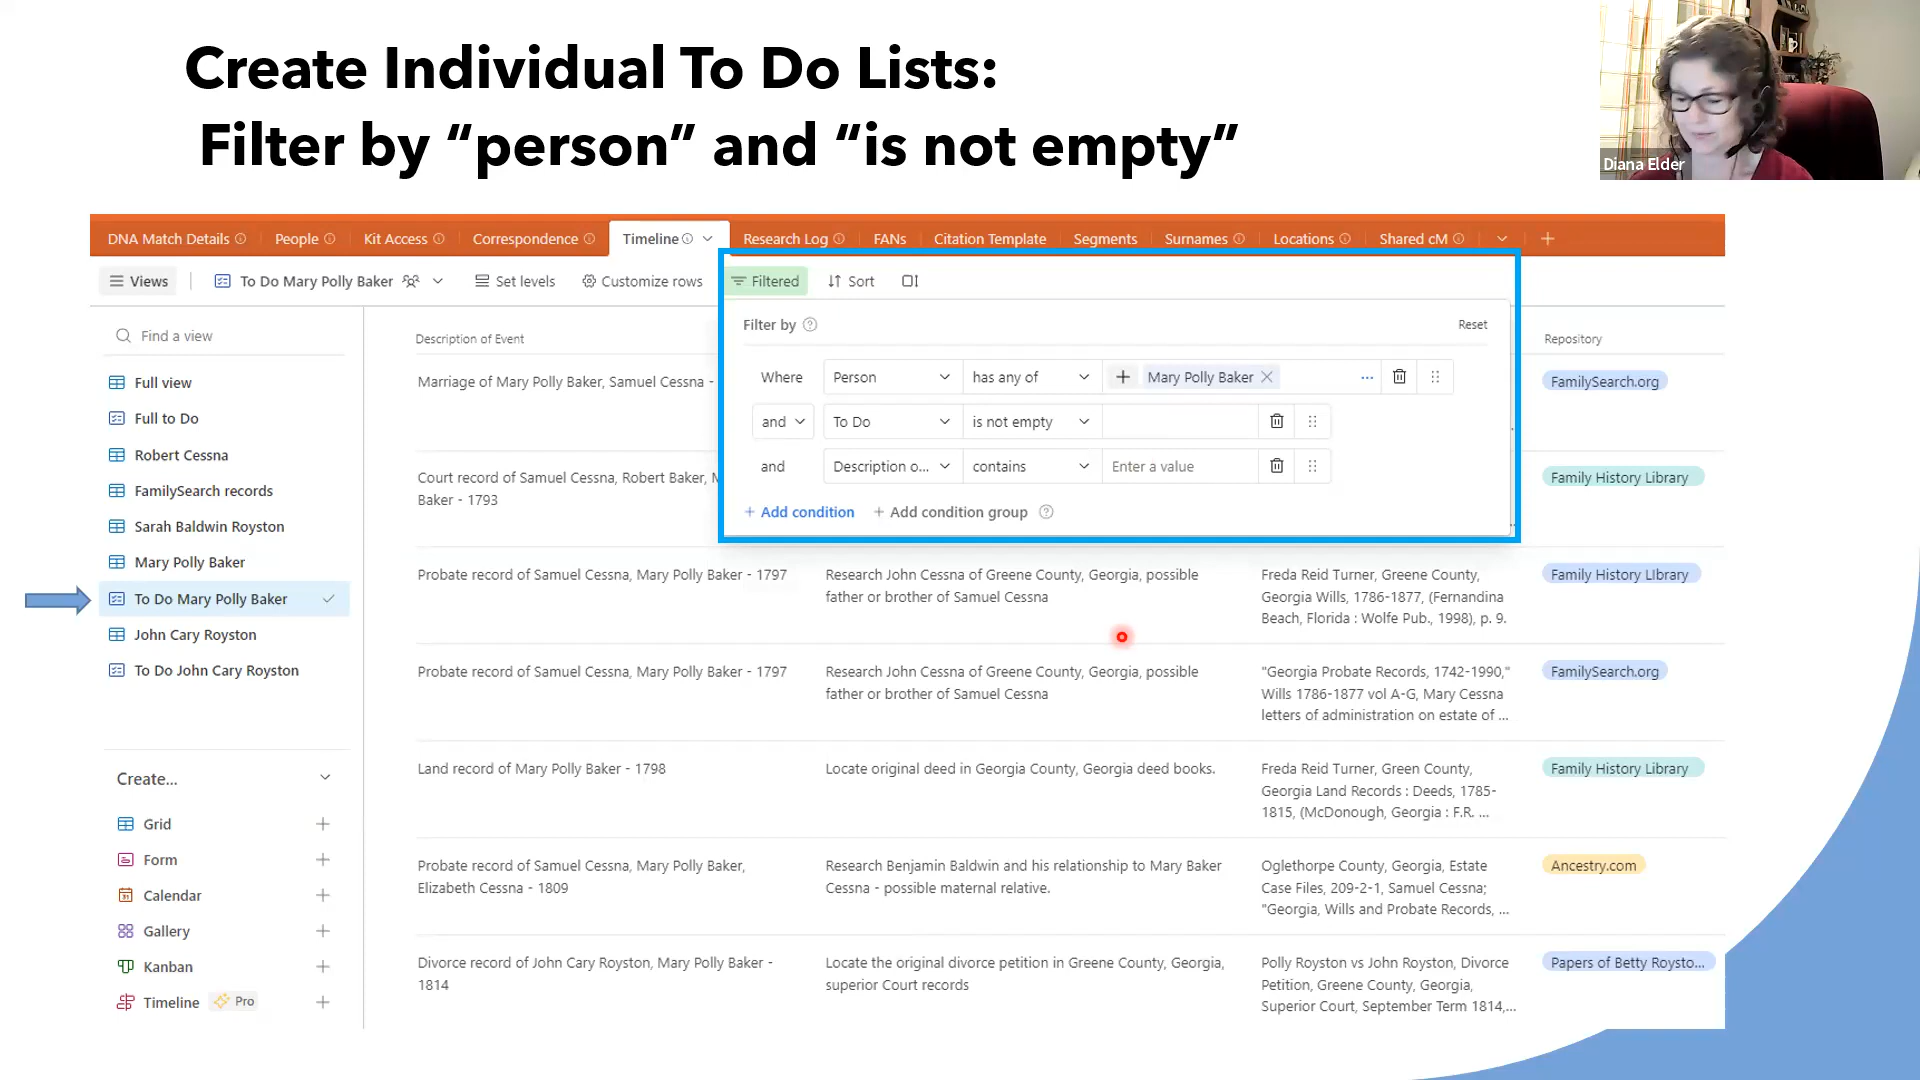 Create Individual To Do Lists:
Filter by “person” and “is not empty”
Diana Elder
DNA Match Details
People
Kit Access
Correspondence
Timeline
Research Log
FANs
Citation Template
Segments
Surnames
Locations
Shared cM
Views
To Do Mary Polly Baker
Set levels
Customize rows
Filtered
Sort
Find a view
Full view
Full to Do
Robert Cessna
FamilySearch records
Sarah Baldwin Royston
Mary Polly Baker
To Do Mary Polly Baker
John Cary Royston
To Do John Cary Royston
Create...
Grid
Form
Calendar
Gallery
Kanban
Timeline Pro
Filter by
Reset
Where Person has any of Mary Polly Baker ...
and To Do is not empty
and Description o... contains Enter a value
+ Add condition + Add condition group
Description of Event
Repository
Marriage of Mary Polly Baker, Samuel Cessna -
FamilySearch.org
Court record of Samuel Cessna, Robert Baker,
Baker - 1793
Family History Library
Probate record of Samuel Cessna, Mary Polly Baker - 1797
Research John Cessna of Greene County, Georgia, possible
father or brother of Samuel Cessna
Freda Reid Turner, Greene County,
Georgia Wills, 1786-1877, (Fernandina
Beach, Florida : Wolfe Pub., 1998), p. 9.
Family History LIbrary
Probate record of Samuel Cessna, Mary Polly Baker - 1797
Research John Cessna of Greene County, Georgia, possible
father or brother of Samuel Cessna
"Georgia Probate Records, 1742-1990,"
Wills 1786-1877 vol A-G, Mary Cessna
letters of administration on estate of ...
FamilySearch.org
Land record of Mary Polly Baker - 1798
Locate original deed in Georgia County, Georgia deed books.
Freda Reid Turner, Green County,
Georgia Land Records : Deeds, 1785-
1815, (McDonough, Georgia : F.R. ...
Family History Library
Probate record of Samuel Cessna, Mary Polly Baker,
Elizabeth Cessna - 1809
Research Benjamin Baldwin and his relationship to Mary Baker
Cessna - possible maternal relative.
Oglethorpe County, Georgia, Estate
Case Files, 209-2-1, Samuel Cessna;
"Georgia, Wills and Probate Records, ...
Ancestry.com
Divorce record of John Cary Royston, Mary Polly Baker -
1814
Locate the original divorce petition in Greene County, Georgia,
superior Court records
Polly Royston vs John Royston, Divorce
Petition, Greene County, Georgia,
Superior Court, September Term 1814,...
Papers of Betty Roysto...